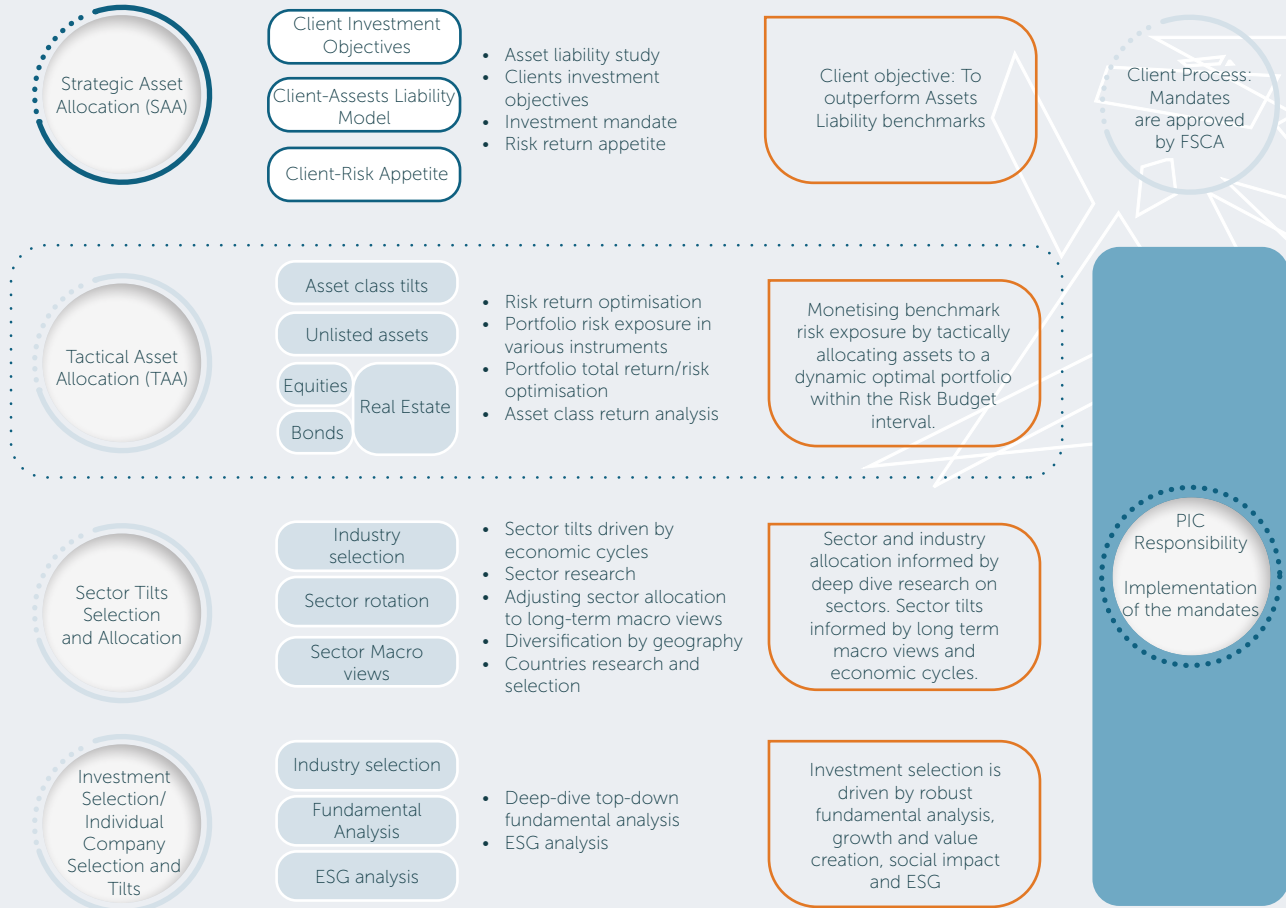 Strategic Asset
Allocation (SAA)
Client Investment
Objectives
Client-Assests Liability
Model
Client-Risk Appetite
• Asset liability study
• Clients investment
objectives
• Investment mandate
• Risk return appetite
Client objective: To
outperform Assets
Liability benchmarks
Client Process:
Mandates
are approved
by FSCA
Tactical Asset
Allocation (TAA)
Asset class tilts
Unlisted assets
Equities
Bonds
Real Estate
• Risk return optimisation
• Portfolio risk exposure in
various instruments
• Portfolio total return/risk
optimisation
• Asset class return analysis
Monetising benchmark
risk exposure by tactically
allocating assets to a
dynamic optimal portfolio
within the Risk Budget
interval.
Sector Tilts
Selection
and Allocation
Industry
selection
Sector rotation
Sector Macro
views
• Sector tilts driven by
economic cycles
• Sector research
• Adjusting sector allocation
to long-term macro views
• Diversification by geography
• Countries research and
selection
Sector and industry
allocation informed by
deep dive research on
sectors. Sector tilts
informed by long term
macro views and
economic cycles.
PIC
Responsibility
Implementation
of the mandates
Investment
Selection/
Individual
Company
Selection and
Tilts
Industry selection
Fundamental
Analysis
ESG analysis
• Deep-dive top-down
fundamental analysis
• ESG analysis
Investment selection is
driven by robust
fundamental analysis,
growth and value
creation, social impact
and ESG